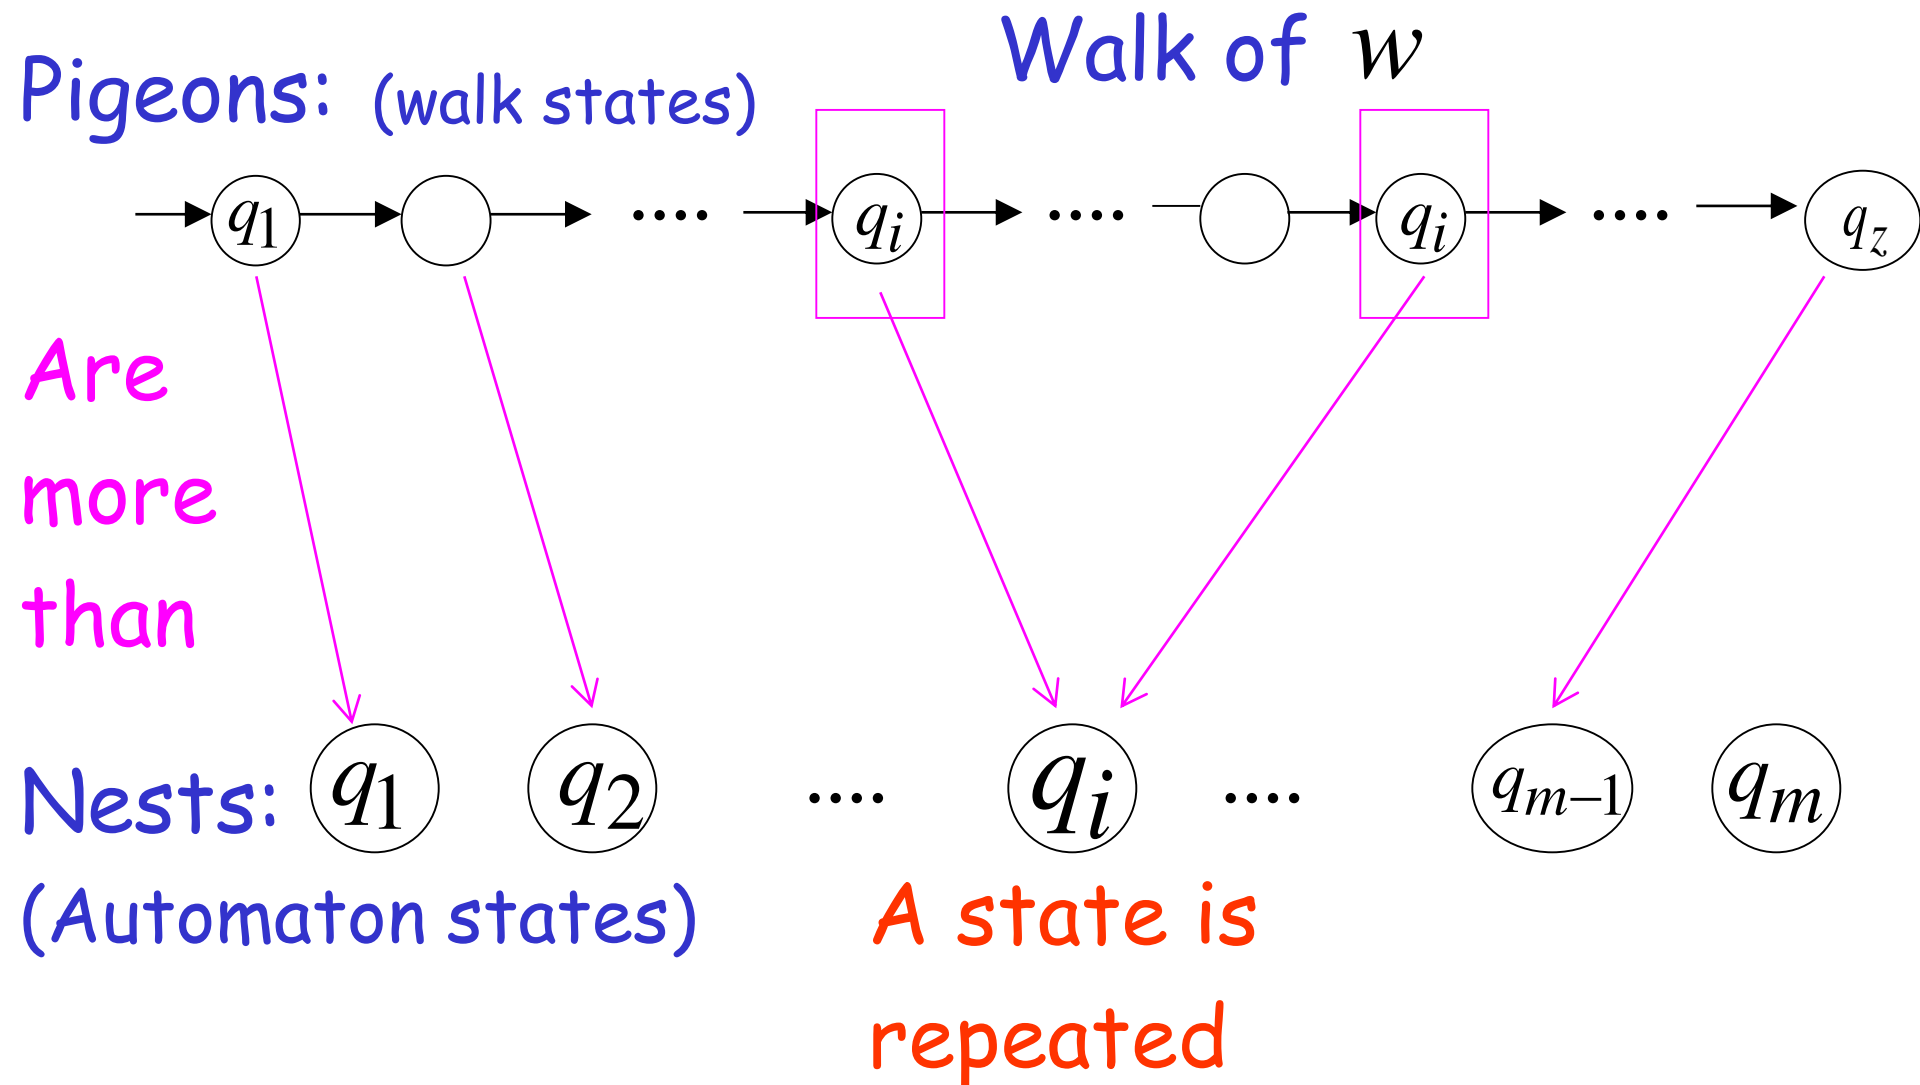 Walk of w
Pigeons: (walk states)
q₁ .... qᵢ .... qᵢ .... q_z
Are
more
than
Nests: q₁ q₂ .... qᵢ .... qₘ₋₁ qₘ
(Automaton states)
A state is
repeated